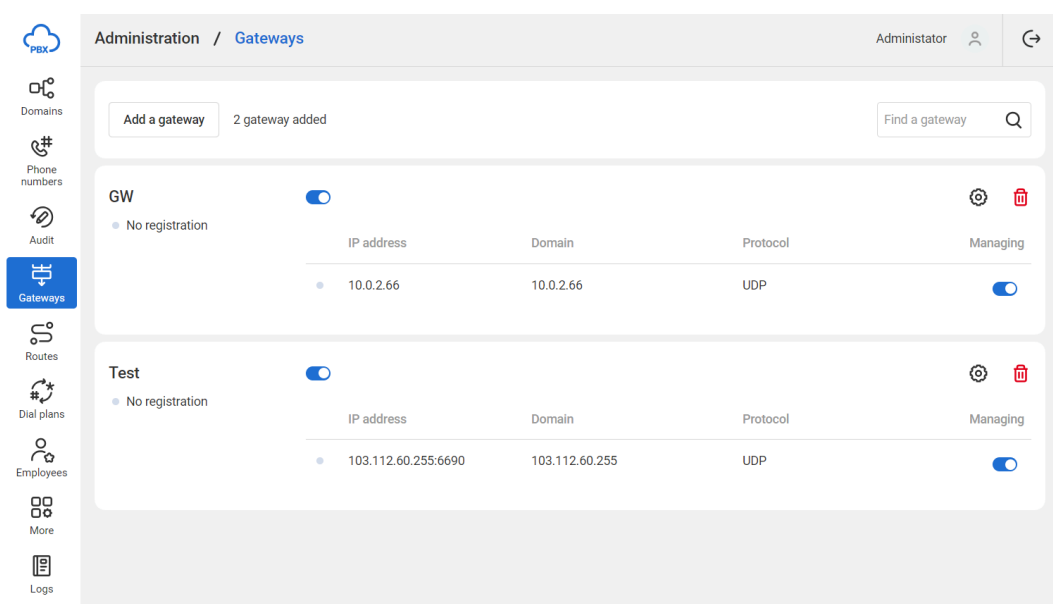 PBX
Administration / Gateways
Administator
Domains
Phone
numbers
Audit
Gateways
Routes
Dial plans
Employees
More
Logs
Add a gateway
2 gateway added
Find a gateway
GW
No registration
IP address Domain Protocol Managing
10.0.2.66 10.0.2.66 UDP
Test
No registration
IP address Domain Protocol Managing
103.112.60.255:6690 103.112.60.255 UDP